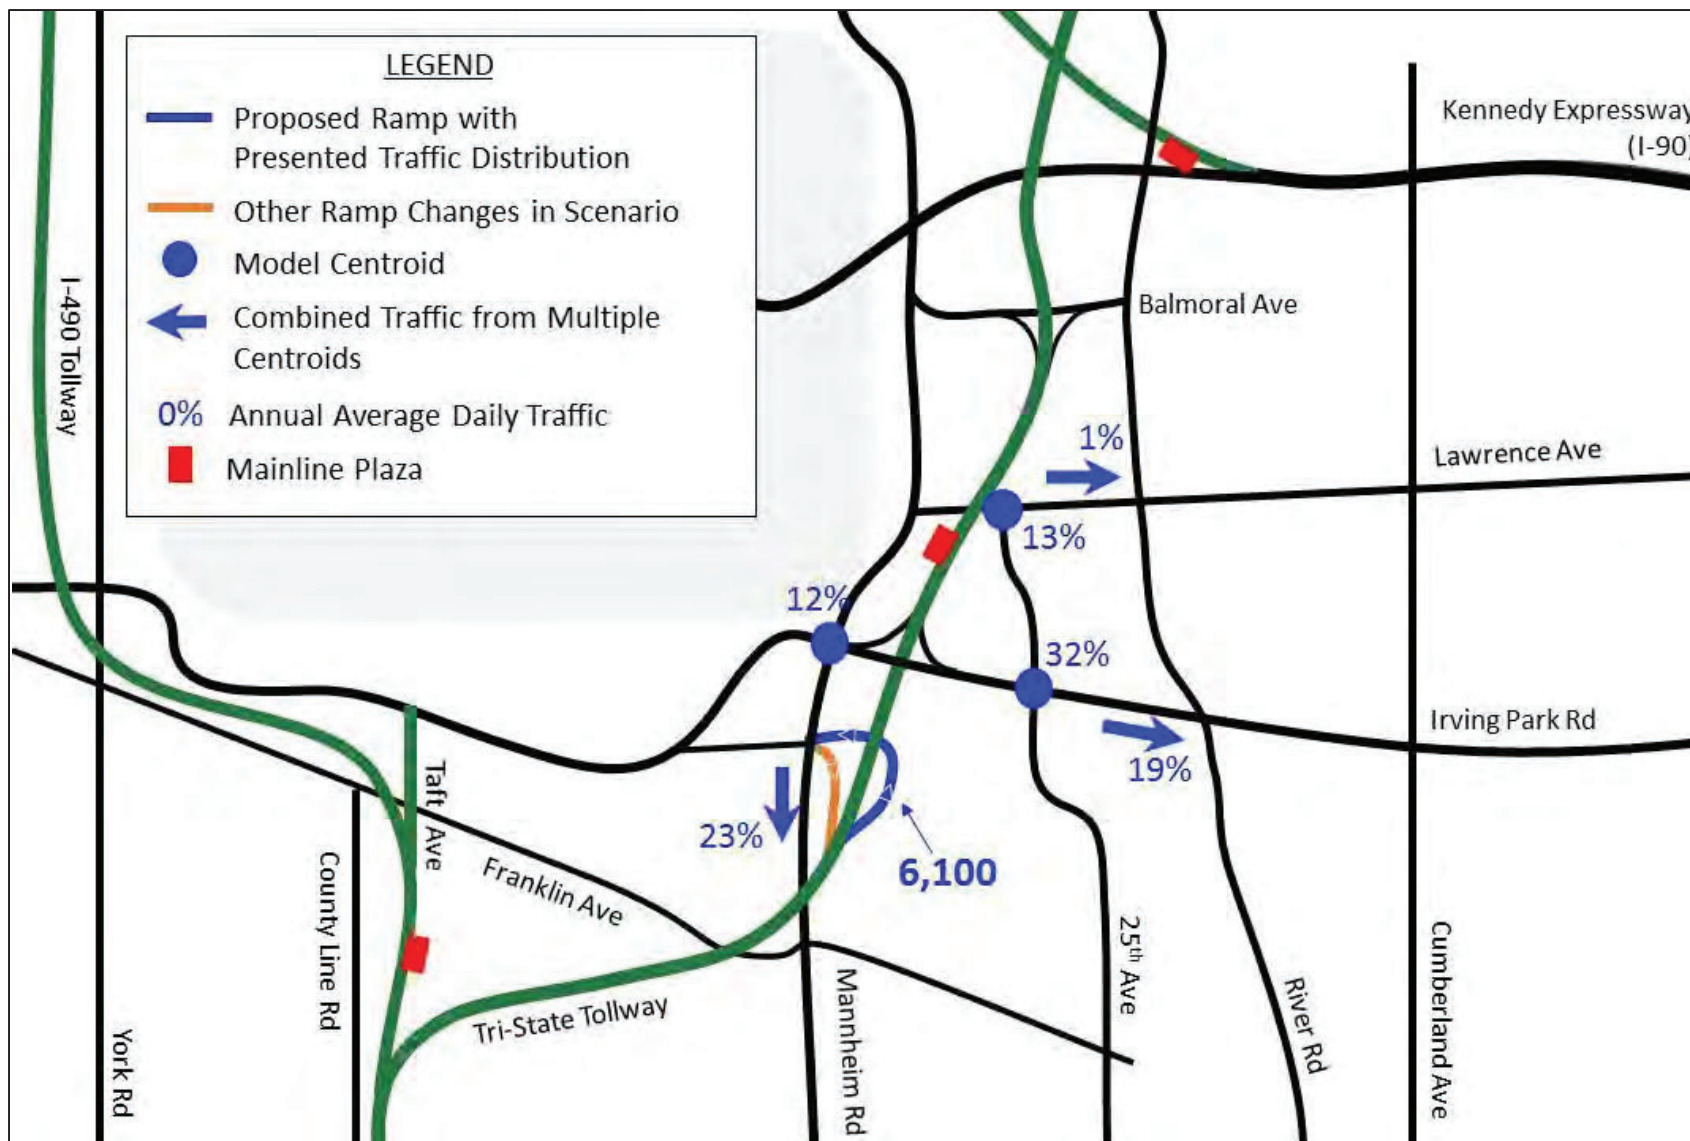 LEGEND
Proposed Ramp with
Presented Traffic Distribution
Other Ramp Changes in Scenario
Model Centroid
Combined Traffic from Multiple
Centroids
0% Annual Average Daily Traffic
Mainline Plaza
Kennedy Expressway
(I-90)
I-490 Tollway
Balmoral Ave
1%
Lawrence Ave
13%
12%
32%
Irving Park Rd
19%
23%
6,100
Taft Ave
Franklin Ave
County Line Rd
Tri-State Tollway
York Rd
Mannheim Rd
25th Ave
River Rd
Cumberland Ave